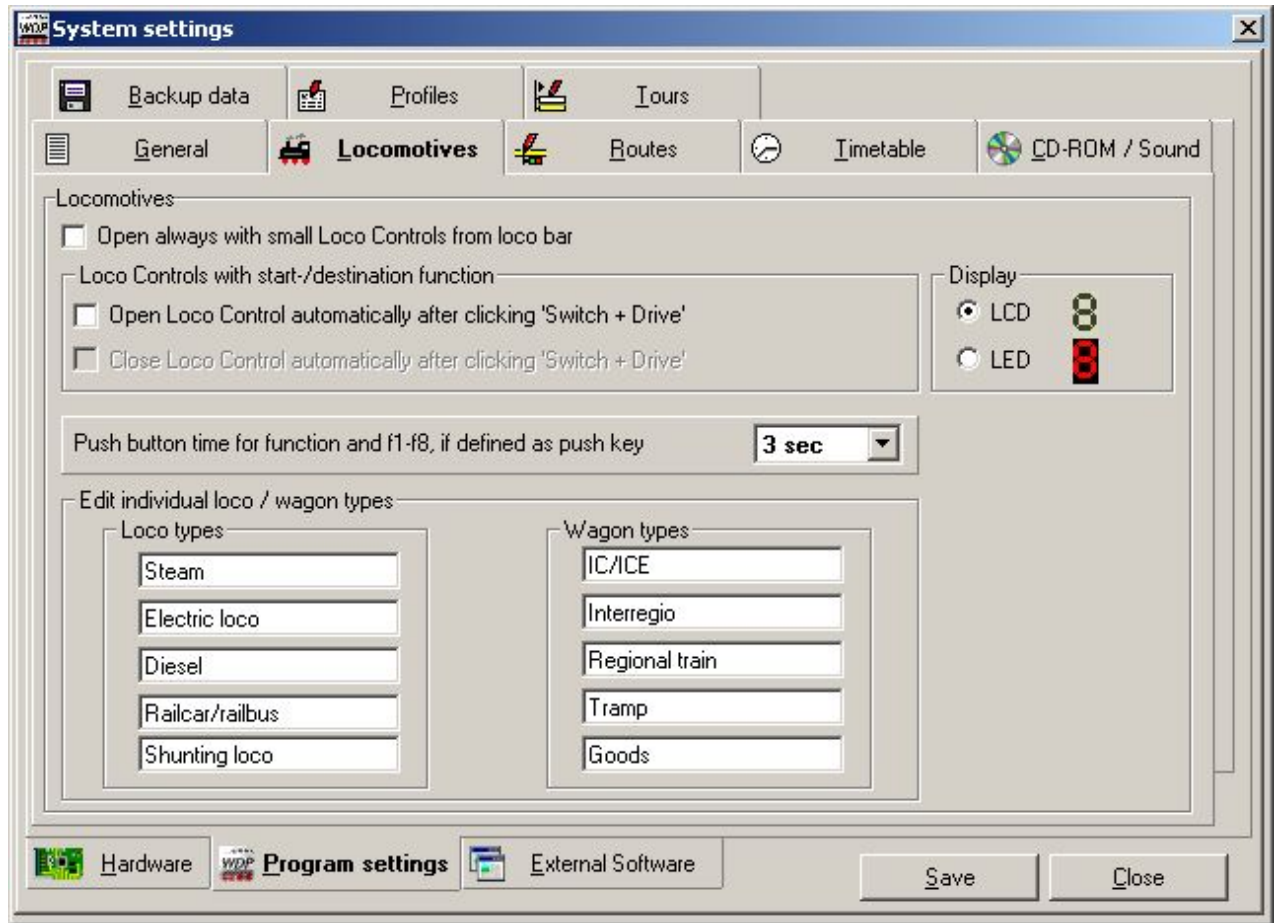 WDP System settings
Backup data Profiles Tours
General Locomotives Routes Timetable CD-ROM / Sound
Locomotives
Open always with small Loco Controls from loco bar
Loco Controls with start-/destination function
Open Loco Control automatically after clicking 'Switch + Drive'
Close Loco Control automatically after clicking 'Switch + Drive'
Display
LCD 8
LED 8
Push button time for function and f1-f8, if defined as push key 3 sec
Edit individual loco / wagon types
Loco types
Steam
Electric loco
Diesel
Railcar/railbus
Shunting loco
Wagon types
IC/ICE
Interregio
Regional train
Tramp
Goods
Hardware WDP Program settings External Software
Save Close